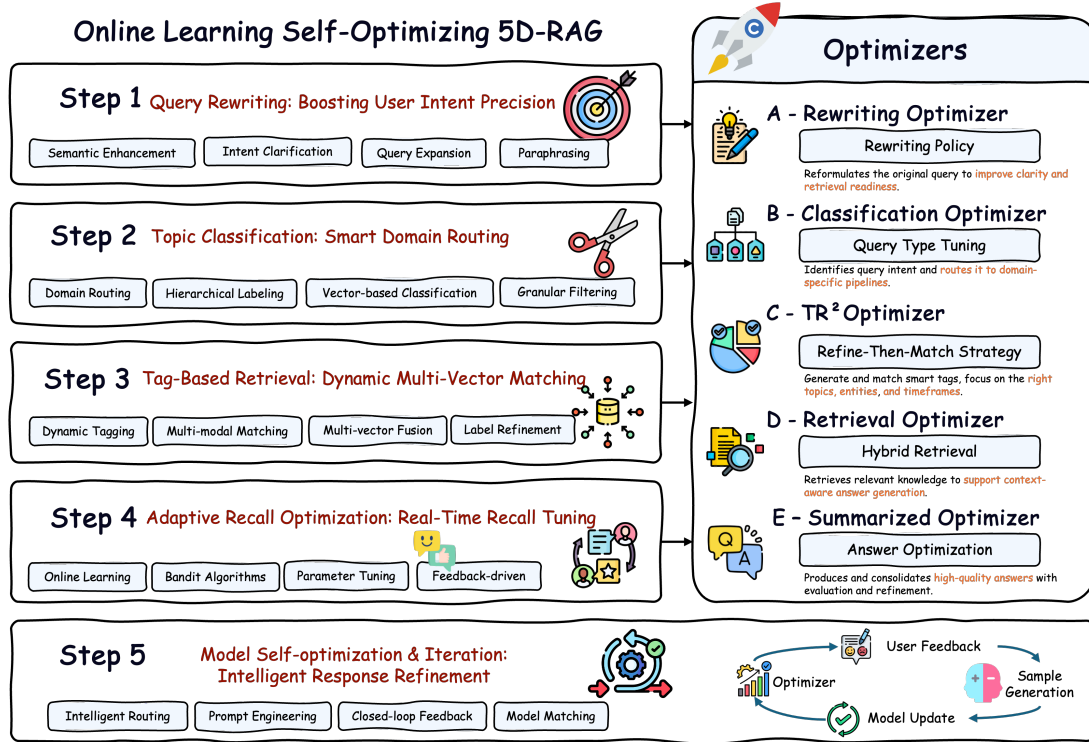 Online Learning Self-Optimizing 5D-RAG
Step 1 Query Rewriting: Boosting User Intent Precision
Semantic Enhancement
Intent Clarification
Query Expansion
Paraphrasing
Step 2 Topic Classification: Smart Domain Routing
Domain Routing
Hierarchical Labeling
Vector-based Classification
Granular Filtering
Step 3 Tag-Based Retrieval: Dynamic Multi-Vector Matching
Dynamic Tagging
Multi-modal Matching
Multi-vector Fusion
Label Refinement
Step 4 Adaptive Recall Optimization: Real-Time Recall Tuning
Online Learning
Bandit Algorithms
Parameter Tuning
Feedback-driven
C
Optimizers
A - Rewriting Optimizer
Rewriting Policy
Reformulates the original query to improve clarity and
retrieval readiness.
B - Classification Optimizer
Query Type Tuning
Identifies query intent and routes it to domain-
specific pipelines.
C - TR² Optimizer
Refine-Then-Match Strategy
Generate and match smart tags, focus on the right
topics, entities, and timeframes.
D - Retrieval Optimizer
Hybrid Retrieval
Retrieves relevant knowledge to support context-
aware answer generation.
E – Summarized Optimizer
Q
A
Answer Optimization
Produces and consolidates high-quality answers with
evaluation and refinement.
Step 5
Model Self-optimization & Iteration:
Intelligent Response Refinement
Intelligent Routing
Prompt Engineering
Closed-loop Feedback
Model Matching
User Feedback
Sample
Generation
Model Update
Optimizer